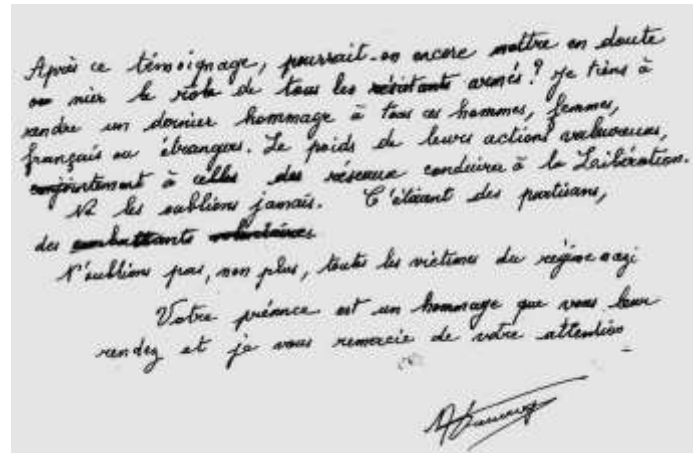 Après ce témoignage, pourrait-on encore mettre en doute
ou nier le rôle de tous les résistants armés ? Je tiens à
rendre un dernier hommage à tous ces hommes, femmes,
français ou étrangers. Le poids de leurs actions valeureuses,
conjointement à celles des réseaux conduira à la Libération.
Ne les oublions jamais. C'étaient des partisans,
des combattants volontaires
N'oublions pas, non plus, toutes les victimes du régime nazi
Votre présence est un hommage que vous leur
rendez et je vous remercie de votre attention